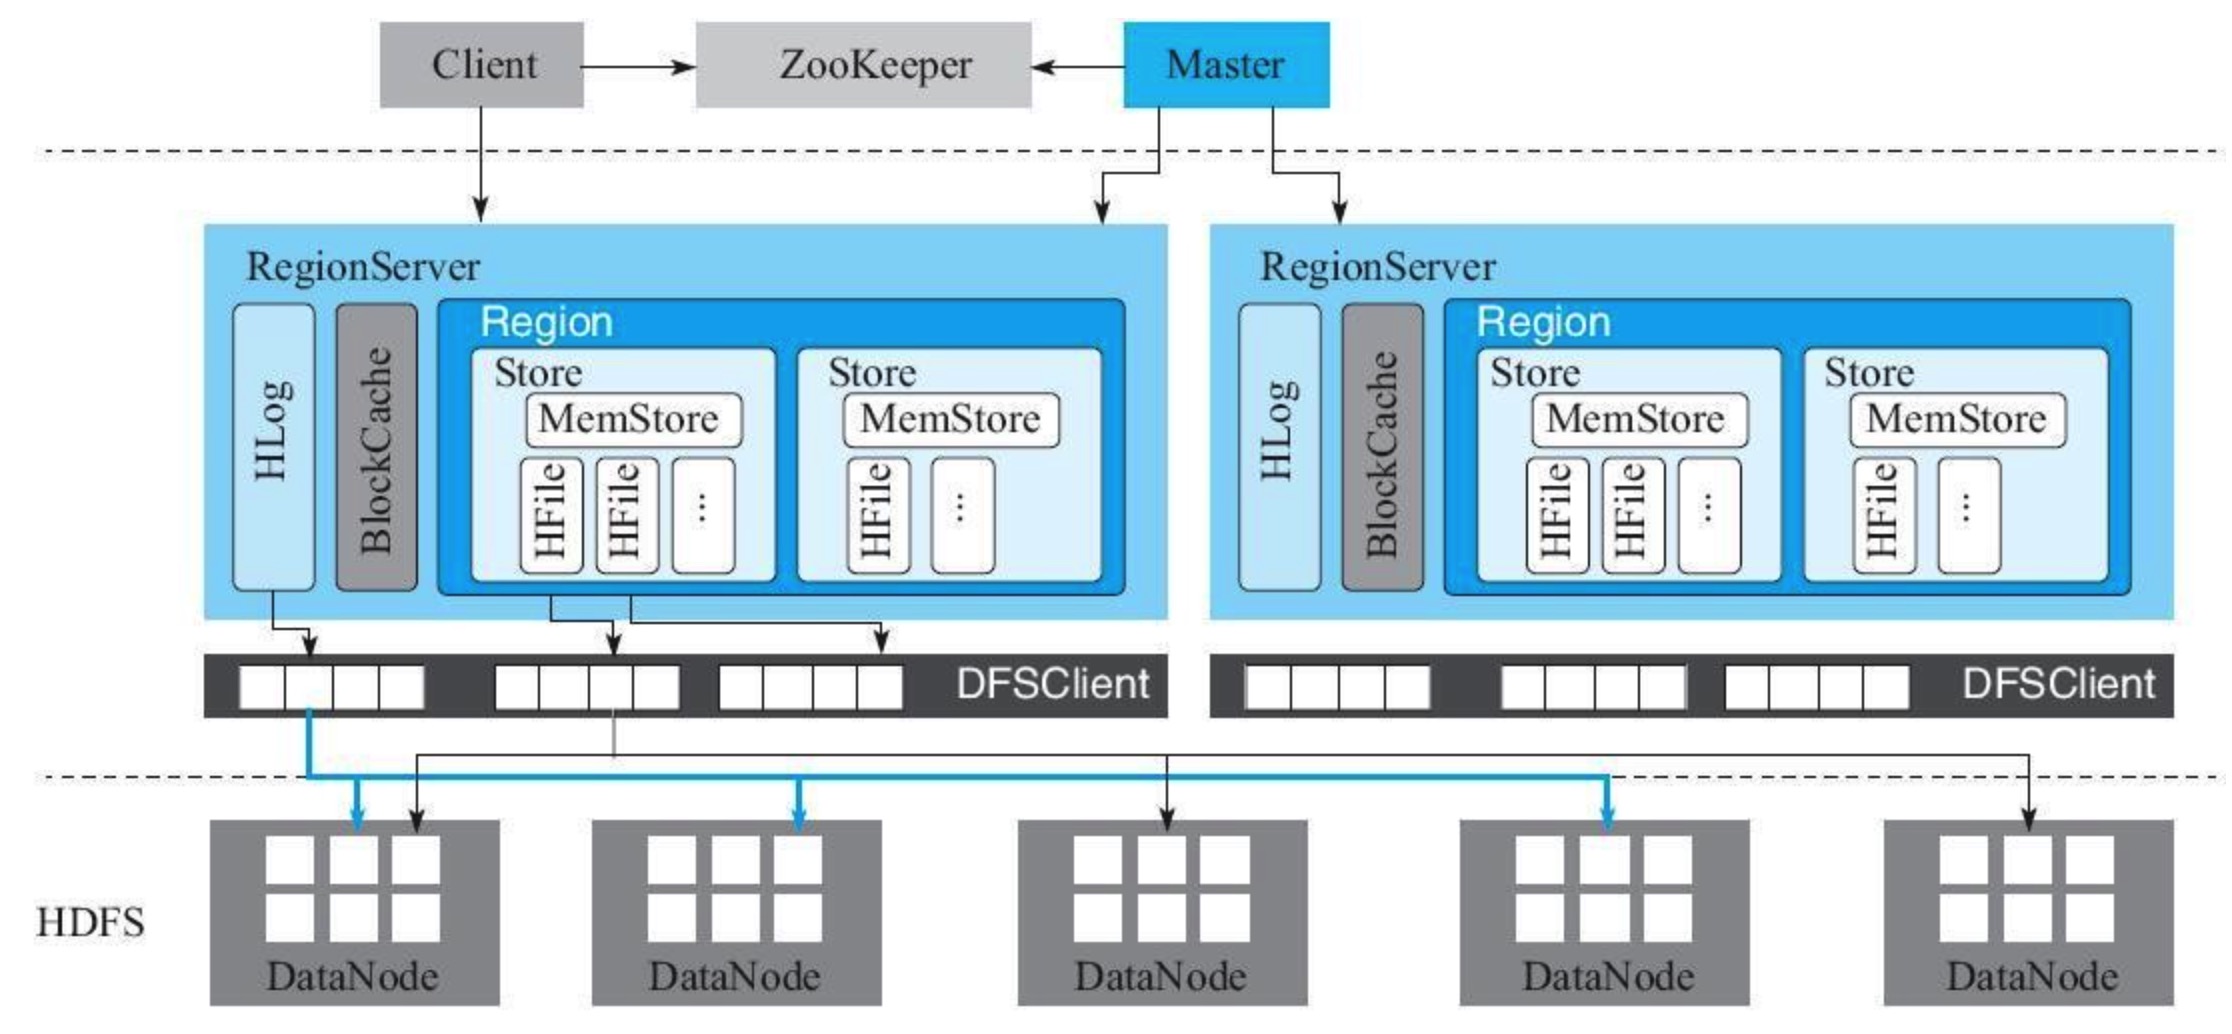 Client
ZooKeeper
Master
RegionServer
HLog
BlockCache
Region
Store
MemStore
HFile
HFile
...
Store
MemStore
HFile
...
RegionServer
HLog
BlockCache
Region
Store
MemStore
HFile
HFile
...
Store
MemStore
HFile
...
DFSClient
DFSClient
HDFS
DataNode
DataNode
DataNode
DataNode
DataNode